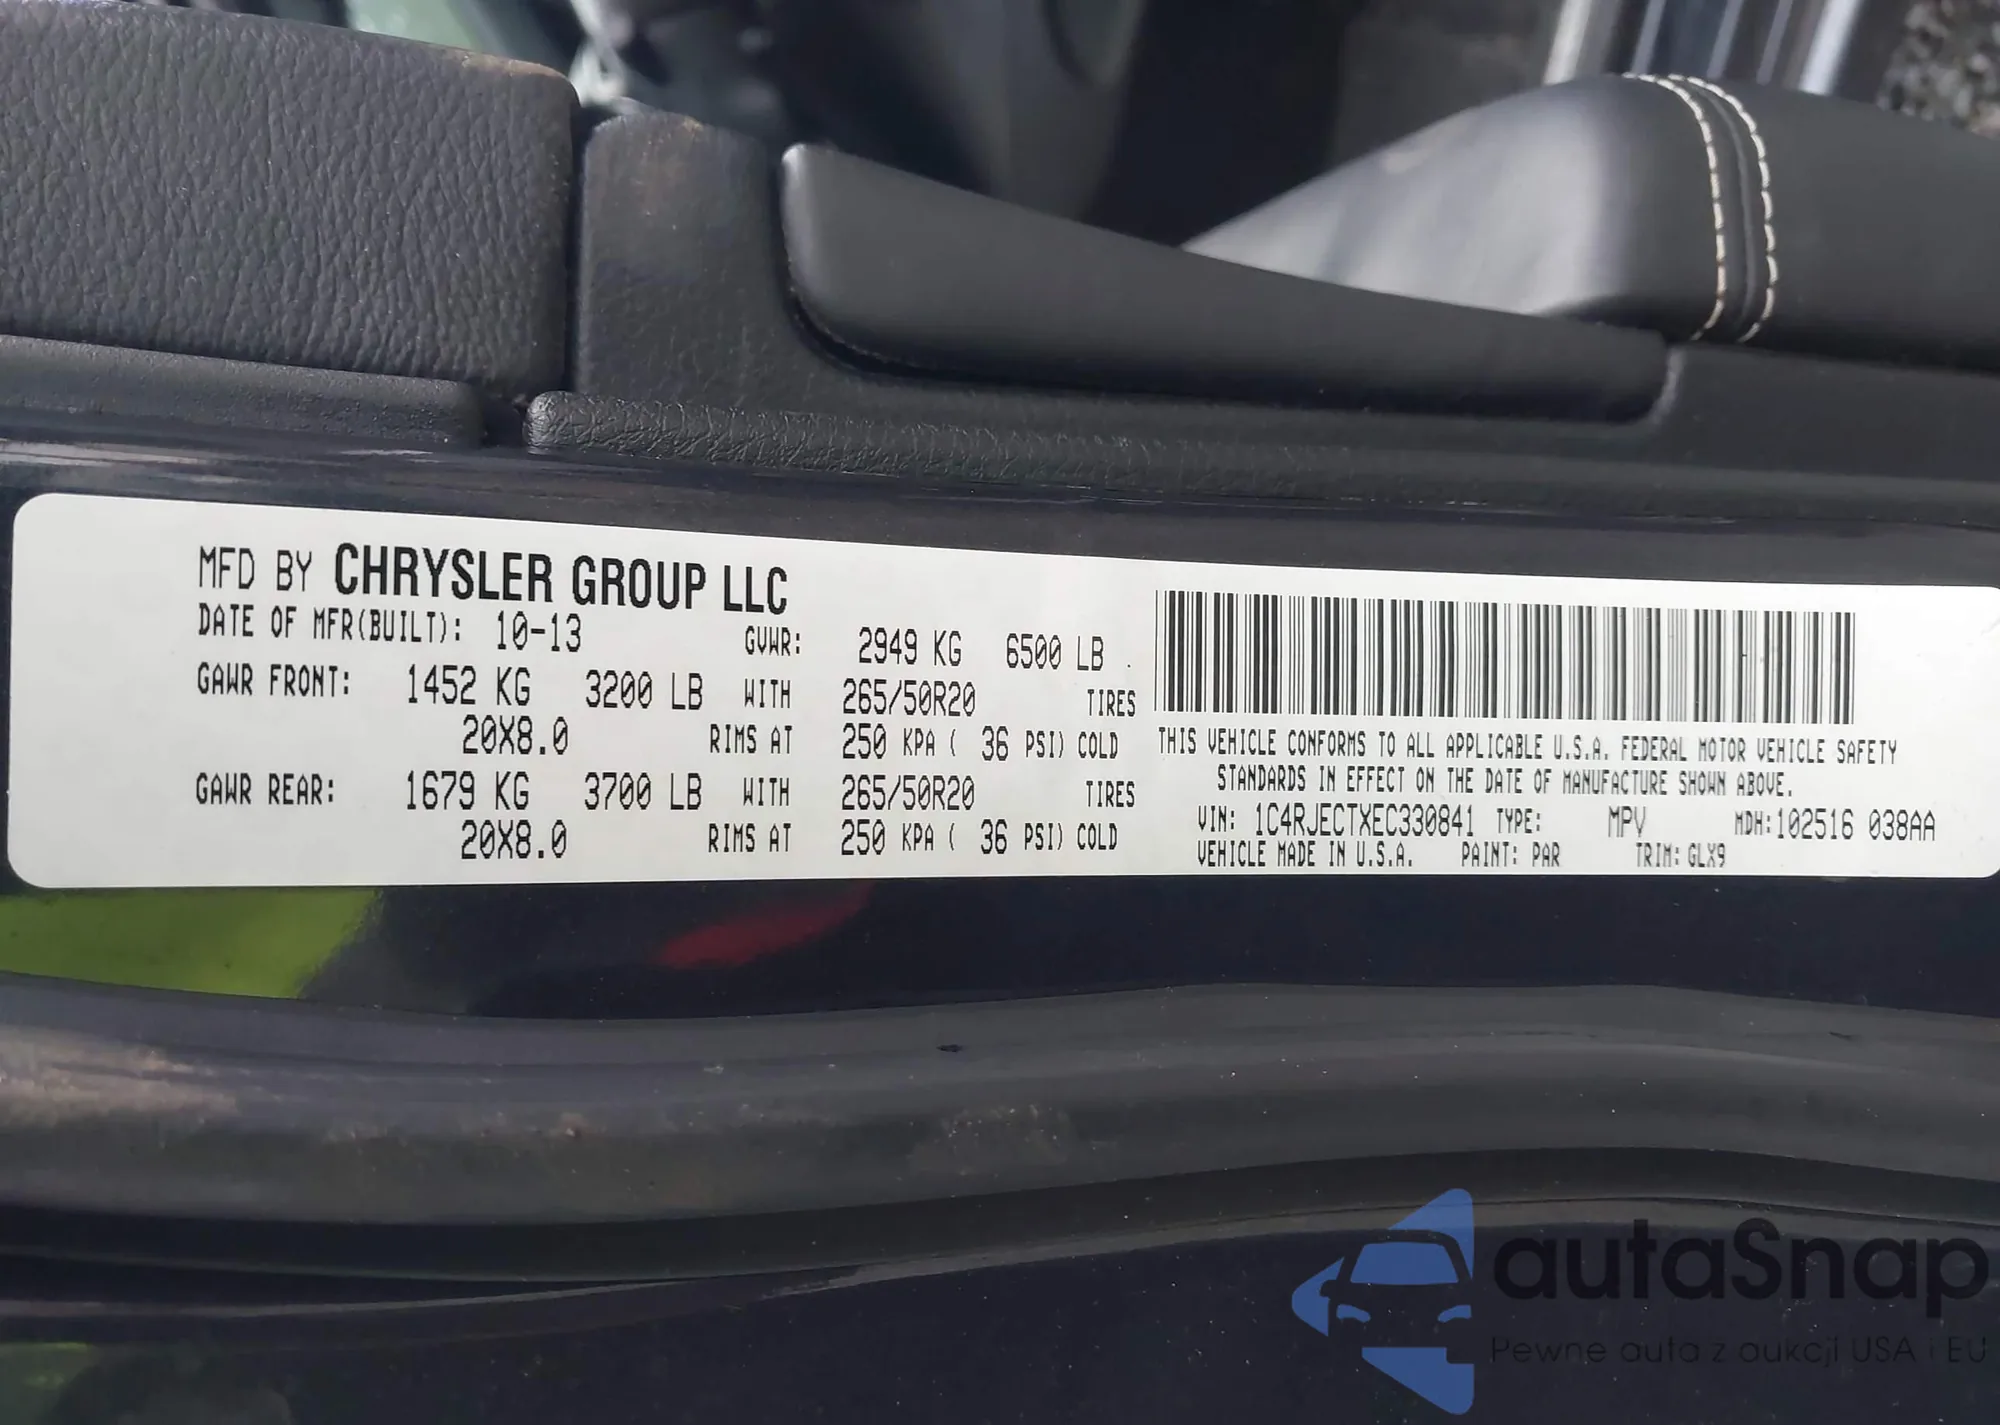 MFD BY CHRYSLER GROUP LLC
DATE OF MFR(BUILT): 10-13 GVWR: 2949 KG 6500 LB
GAWR FRONT: 1452 KG 3200 LB WITH 265/50R20 TIRES
20X8.0 RIMS AT 250 KPA ( 36 PSI) COLD
GAWR REAR: 1679 KG 3700 LB WITH 265/50R20 TIRES
20X8.0 RIMS AT 250 KPA ( 36 PSI) COLD
THIS VEHICLE CONFORMS TO ALL APPLICABLE U.S.A. FEDERAL MOTOR VEHICLE SAFETY
STANDARDS IN EFFECT ON THE DATE OF MANUFACTURE SHOWN ABOVE.
VIN: 1C4RJECTXEC330841 TYPE: MPV MDH:102516 038AA
VEHICLE MADE IN U.S.A. PAINT: PAR TRIM: GLX9
autaSnap
Pewne auta z aukcji USA i EU